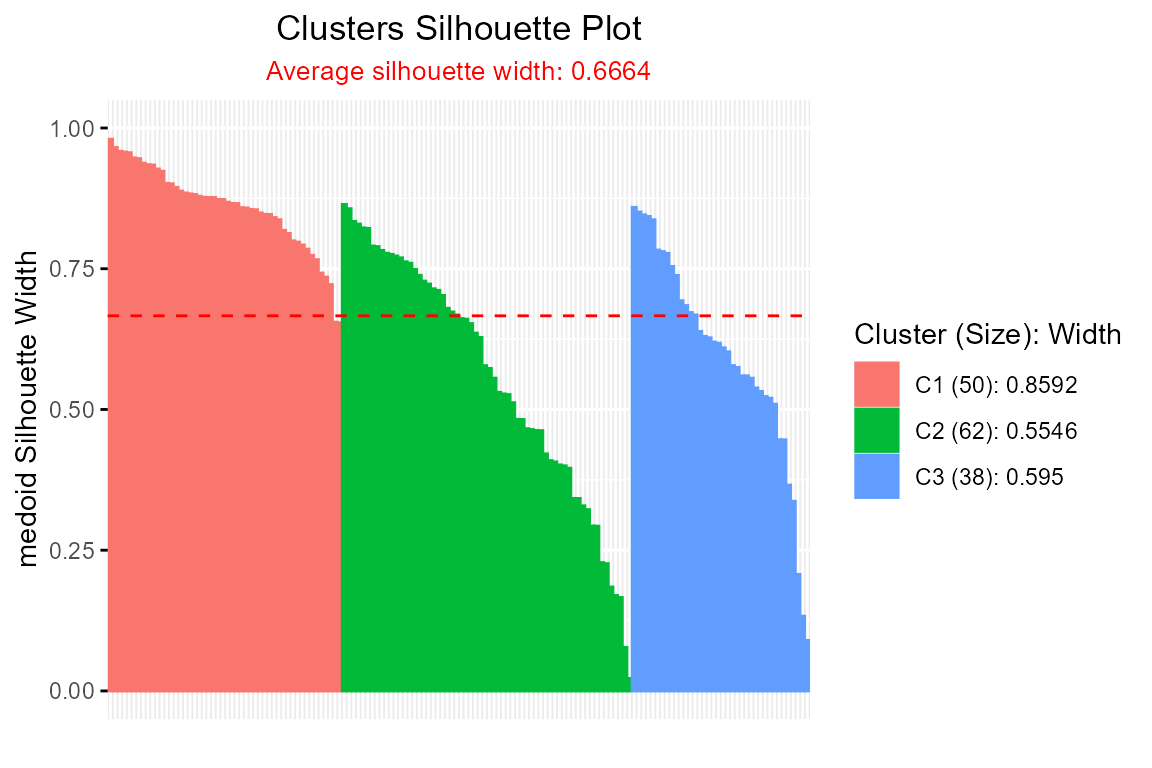 Clusters Silhouette Plot
Average silhouette width: 0.6664
medoid Silhouette Width
1.00
0.75
0.50
0.25
0.00
Cluster (Size): Width
C1 (50): 0.8592
C2 (62): 0.5546
C3 (38): 0.595